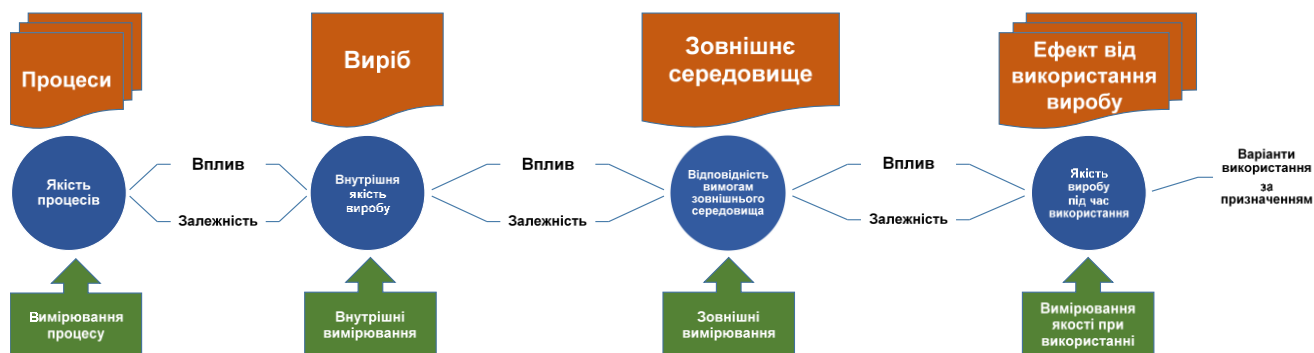 Процеси
Виріб
Зовнішнє
середовище
Ефект від
використання
виробу
Якість
процесів
Вплив
Залежність
Внутрішня
якість
виробу
Вплив
Залежність
Відповідність
вимогам
зовнішнього
середовища
Вплив
Залежність
Якість
виробу
під час
використання
Варіанти
використання
за
призначенням
Вимірювання
процесу
Внутрішні
вимірювання
Зовнішні
вимірювання
Вимірювання
якості при
використанні